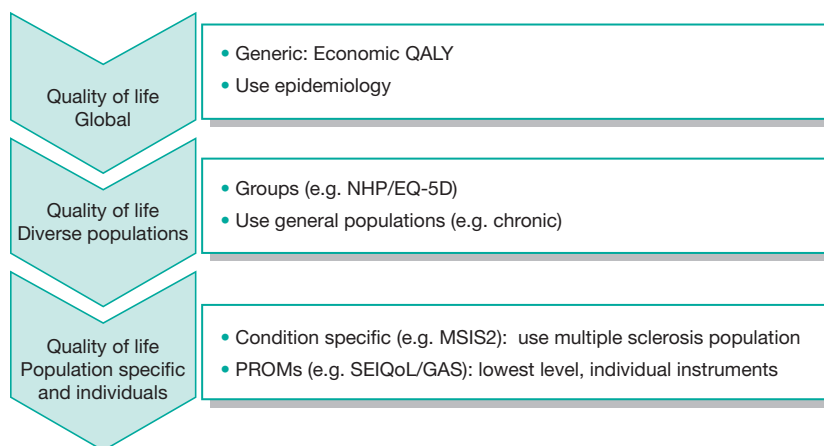 Quality of life
Global
• Generic: Economic QALY
• Use epidemiology
Quality of life
Diverse populations
• Groups (e.g. NHP/EQ-5D)
• Use general populations (e.g. chronic)
Quality of life
Population specific
and individuals
• Condition specific (e.g. MSIS2): use multiple sclerosis population
• PROMs (e.g. SEIQoL/GAS): lowest level, individual instruments